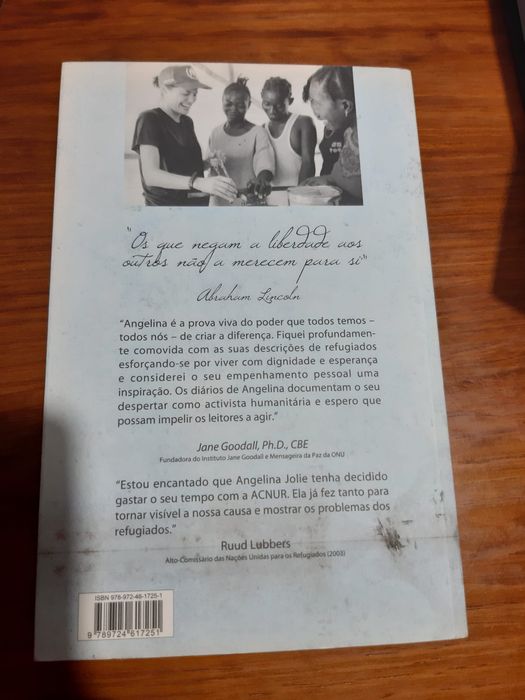 "Os que negam a liberdade aos
outros não a merecem para si"
Abraham Lincoln
"Angelina é a prova viva do poder que todos temos –
todos nós – de criar a diferença. Fiquei profundamen-
te comovida com as suas descrições de refugiados
esforçando-se por viver com dignidade e esperança
e considerei o seu empenhamento pessoal uma
inspiração. Os diários de Angelina documentam o seu
despertar como activista humanitária e espero que
possam impelir os leitores a agir."
Jane Goodall, Ph.D., CBE
Fundadora do Instituto Jane Goodall e Mensageira da Paz da ONU
"Estou encantado que Angelina Jolie tenha decidido
gastar o seu tempo com a ACNUR. Ela já fez tanto para
tornar visível a nossa causa e mostrar os problemas dos
refugiados."
Ruud Lubbers
Alto-Comissário das Nações Unidas para os Refugiados (2003)
ISBN 978-972-46-1725-1
9 789724 617251